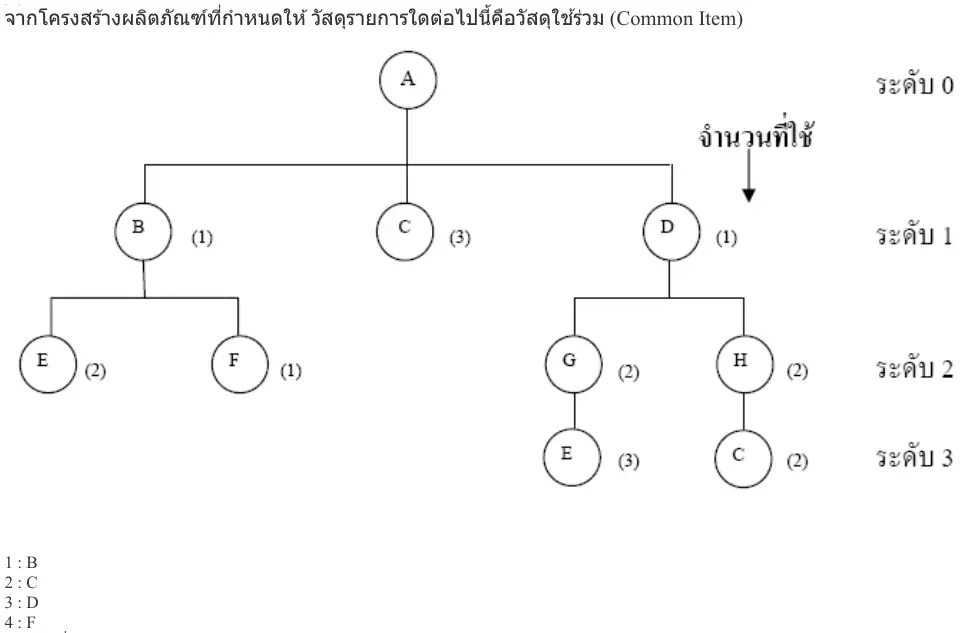 จากโครงสร้างผลิตภัณฑ์ที่กำหนดให้ วัสดุรายการใดต่อไปนี้คือวัสดุใช้ร่วม (Common Item)
A
ระดับ 0
จำนวนที่ใช้
B (1) C (3) D (1) ระดับ 1
E (2) F (1) G (2) H (2) ระดับ 2
E (3) C (2) ระดับ 3
1 : B
2 : C
3 : D
4 : F